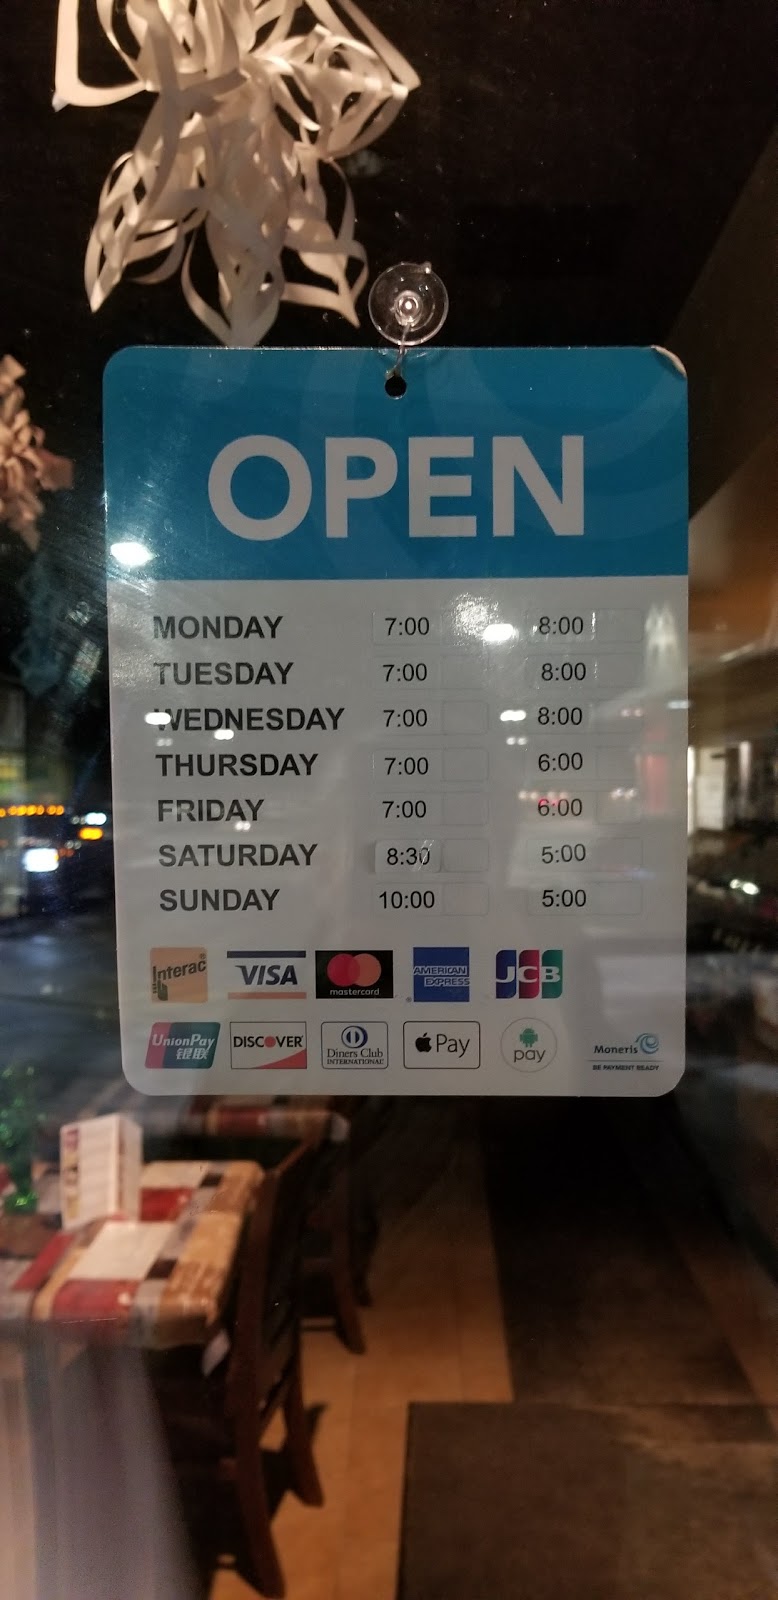 OPEN
MONDAY 7:00 8:00
TUESDAY 7:00 8:00
WEDNESDAY 7:00 8:00
THURSDAY 7:00 6:00
FRIDAY 7:00 6:00
SATURDAY 8:30 5:00
SUNDAY 10:00 5:00
Interac® VISA mastercard AMERICAN EXPRESS JCB
UnionPay 银联 DISCOVER Diners Club INTERNATIONAL Pay pay Moneris BE PAYMENT READY